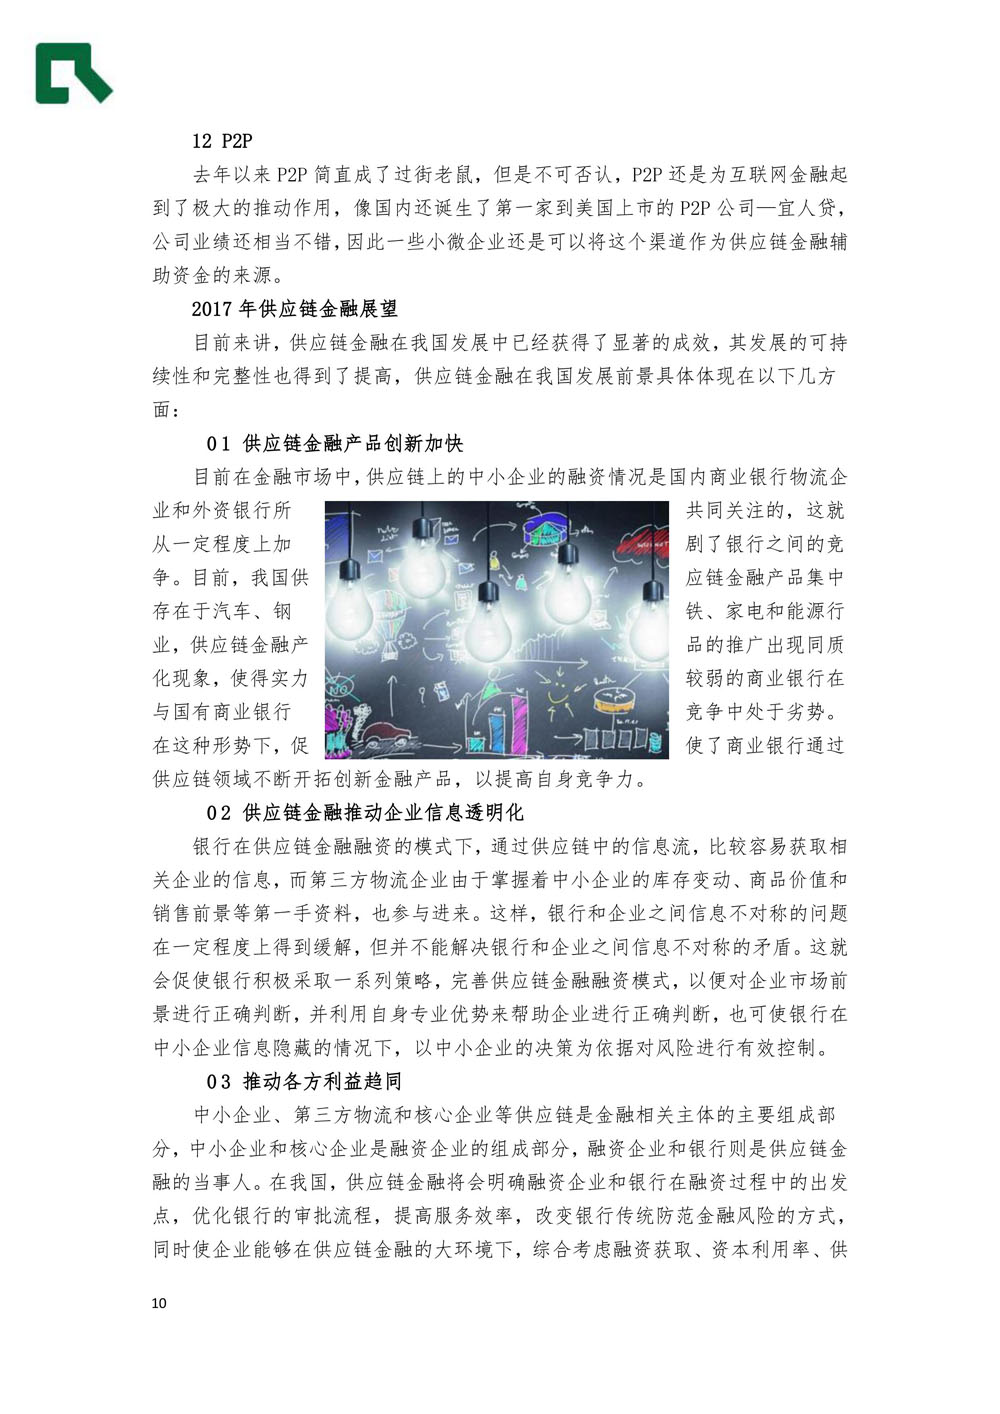 12 P2P
去年以来 P2P 简直成了过街老鼠，但是不可否认，P2P 还是为互联网金融起
到了极大的推动作用，像国内还诞生了第一家到美国上市的 P2P 公司—宜人贷，
公司业绩还相当不错，因此一些小微企业还是可以将这个渠道作为供应链金融辅
助资金的来源。
2017 年供应链金融展望
目前来讲，供应链金融在我国发展中已经获得了显著的成效，其发展的可持
续性和完整性也得到了提高，供应链金融在我国发展前景具体体现在以下几方
面：
01 供应链金融产品创新加快
目前在金融市场中，供应链上的中小企业的融资情况是国内商业银行物流企
业和外资银行所共同关注的，这就
从一定程度上加剧了银行之间的竞
争。目前，我国供应链金融产品集中
存在于汽车、钢铁、家电和能源行
业，供应链金融产品的推广出现同质
化现象，使得实力较弱的商业银行在
与国有商业银行竞争中处于劣势。
在这种形势下，促使了商业银行通过
供应链领域不断开拓创新金融产品，以提高自身竞争力。
02 供应链金融推动企业信息透明化
银行在供应链金融融资的模式下，通过供应链中的信息流，比较容易获取相
关企业的信息，而第三方物流企业由于掌握着中小企业的库存变动、商品价值和
销售前景等第一手资料，也参与进来。这样，银行和企业之间信息不对称的问题
在一定程度上得到缓解，但并不能解决银行和企业之间信息不对称的矛盾。这就
会促使银行积极采取一系列策略，完善供应链金融融资模式，以便对企业市场前
景进行正确判断，并利用自身专业优势来帮助企业进行正确判断，也可使银行在
中小企业信息隐藏的情况下，以中小企业的决策为依据对风险进行有效控制。
03 推动各方利益趋同
中小企业、第三方物流和核心企业等供应链是金融相关主体的主要组成部
分，中小企业和核心企业是融资企业的组成部分，融资企业和银行则是供应链金
融的当事人。在我国，供应链金融将会明确融资企业和银行在融资过程中的出发
点，优化银行的审批流程，提高服务效率，改变银行传统防范金融风险的方式，
同时使企业能够在供应链金融的大环境下，综合考虑融资获取、资本利用率、供
10